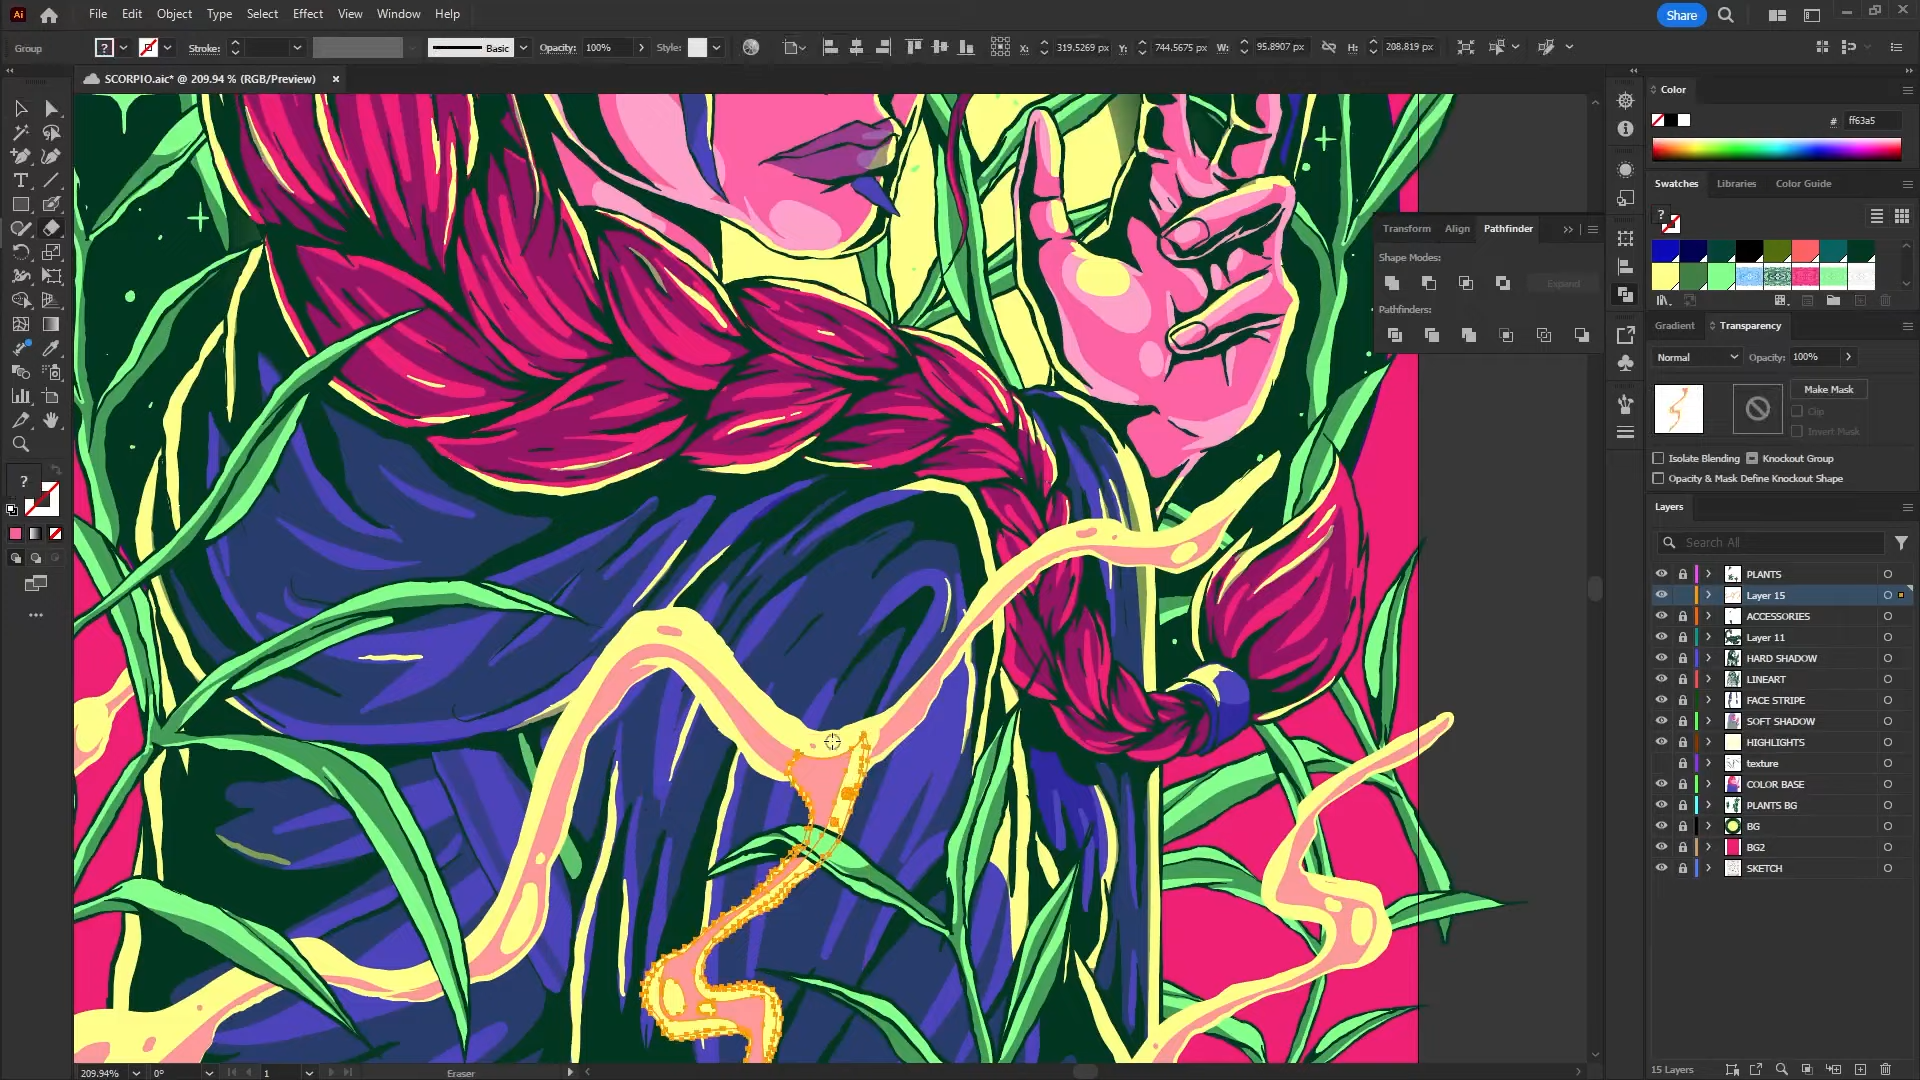 Ai File Edit Object Type Select Effect View Window Help Share
Group ? Stroke: Basic Opacity: 100% Style: X: 319.5269 px Y: 744.5675 px W: 95.8907 px H: 208.819 px
SCORPIO.aic* @ 209.94 % (RGB/Preview) ×
Color
# ff63a5
Swatches Libraries Color Guide
?
Transform Align Pathfinder
Shape Modes:
Expand
Pathfinders:
Gradient Transparency
Normal Opacity: 100%
Make Mask
Clip
Invert Mask
Isolate Blending Knockout Group
Opacity & Mask Define Knockout Shape
?
Layers
Search All
PLANTS
Layer 15
ACCESSORIES
Layer 11
HARD SHADOW
LINEART
FACE STRIPE
SOFT SHADOW
HIGHLIGHTS
texture
COLOR BASE
PLANTS BG
BG
BG2
SKETCH
15 Layers
209.94% 0° 1 Eraser